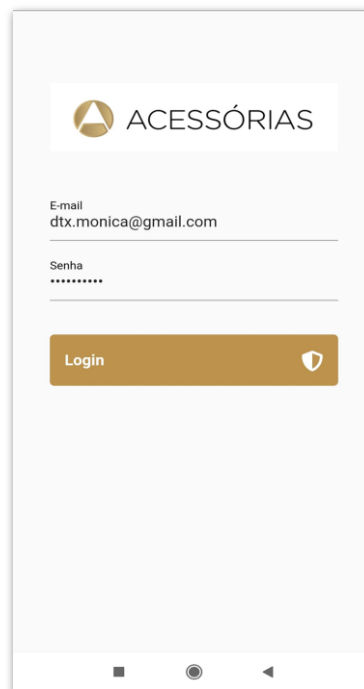 ACESSÓRIAS
E-mail
dtx.monica@gmail.com
Senha
••••••••••
Login